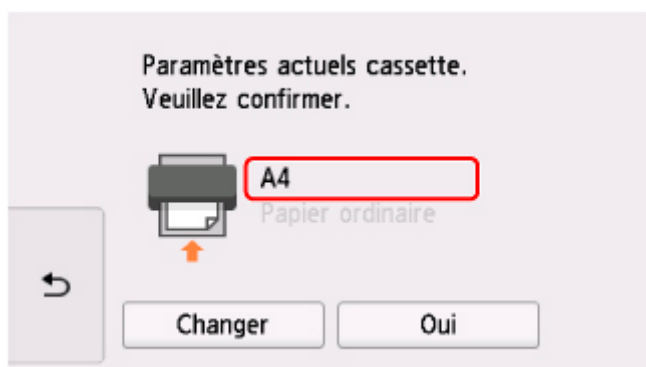 Paramètres actuels cassette.
Veuillez confirmer.
A4
Papier ordinaire
Changer
Oui